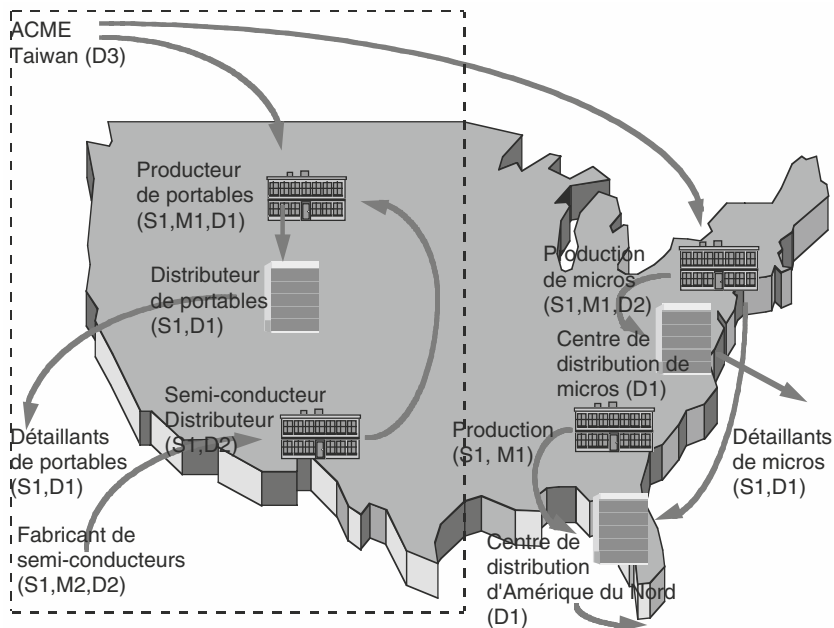 ACME
Taiwan (D3)
Producteur
de portables
(S1,M1,D1)
Distributeur
de portables
(S1,D1)
Semi-conducteur
Distributeur
(S1,D2)
Détaillants
de portables
(S1,D1)
Fabricant de
semi-conducteurs
(S1,M2,D2)
Production
de micros
(S1,M1,D2)
Centre de
distribution de
micros (D1)
Production
(S1, M1)
Détaillants
de micros
(S1,D1)
Centre de
distribution
d'Amérique du Nord
(D1)